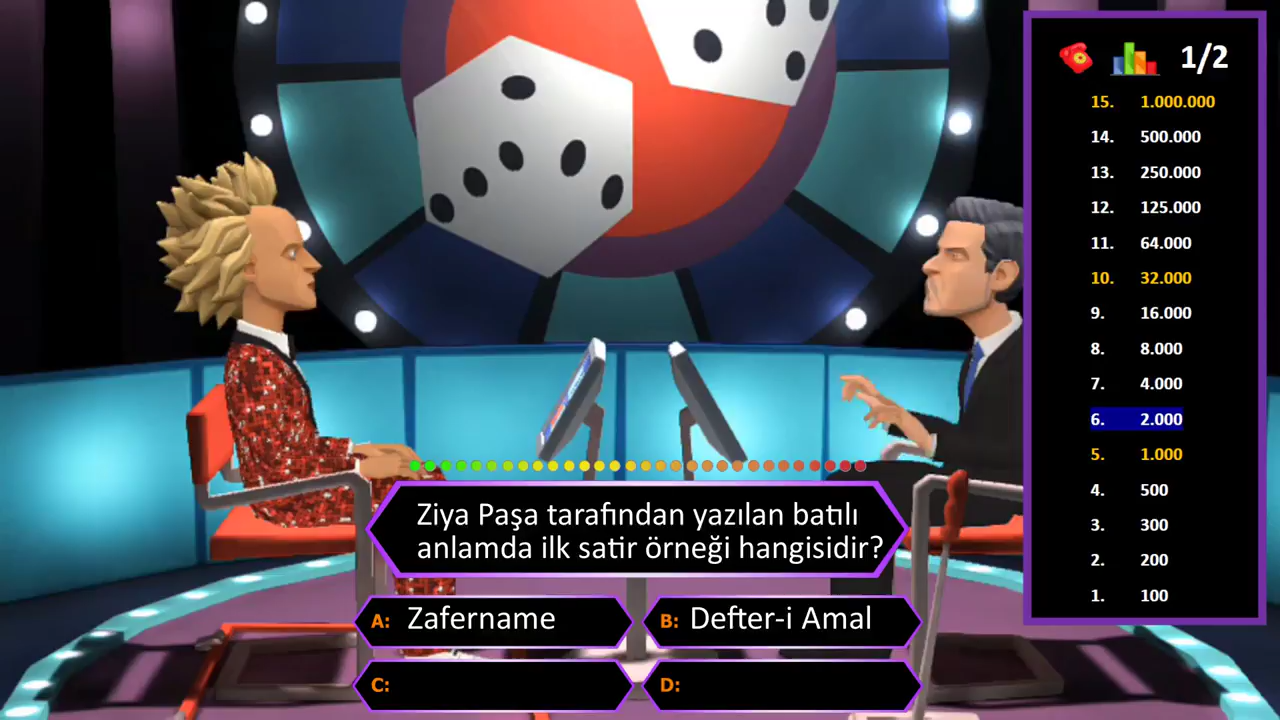 1/2
15. 1.000.000
14. 500.000
13. 250.000
12. 125.000
11. 64.000
10. 32.000
9. 16.000
8. 8.000
7. 4.000
6. 2.000
5. 1.000
4. 500
3. 300
2. 200
1. 100
Ziya Paşa tarafından yazılan batılı
anlamda ilk satir örneği hangisidir?
A: Zafername
B: Defter-i Amal
C:
D: